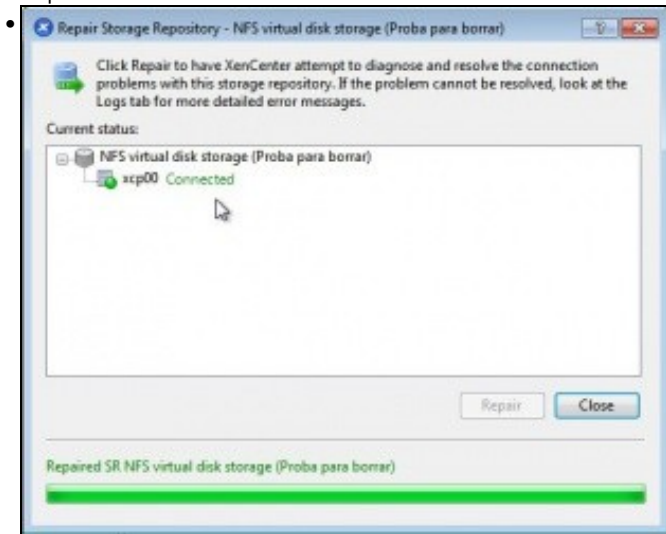 Repair Storage Repository - NFS virtual disk storage (Proba para borrar)
Click Repair to have XenCenter attempt to diagnose and resolve the connection
problems with this storage repository. If the problem cannot be resolved, look at the
Logs tab for more detailed error messages.
Current status:
NFS virtual disk storage (Proba para borrar)
xcp00 Connected
Repair Close
Repaired SR NFS virtual disk storage (Proba para borrar)